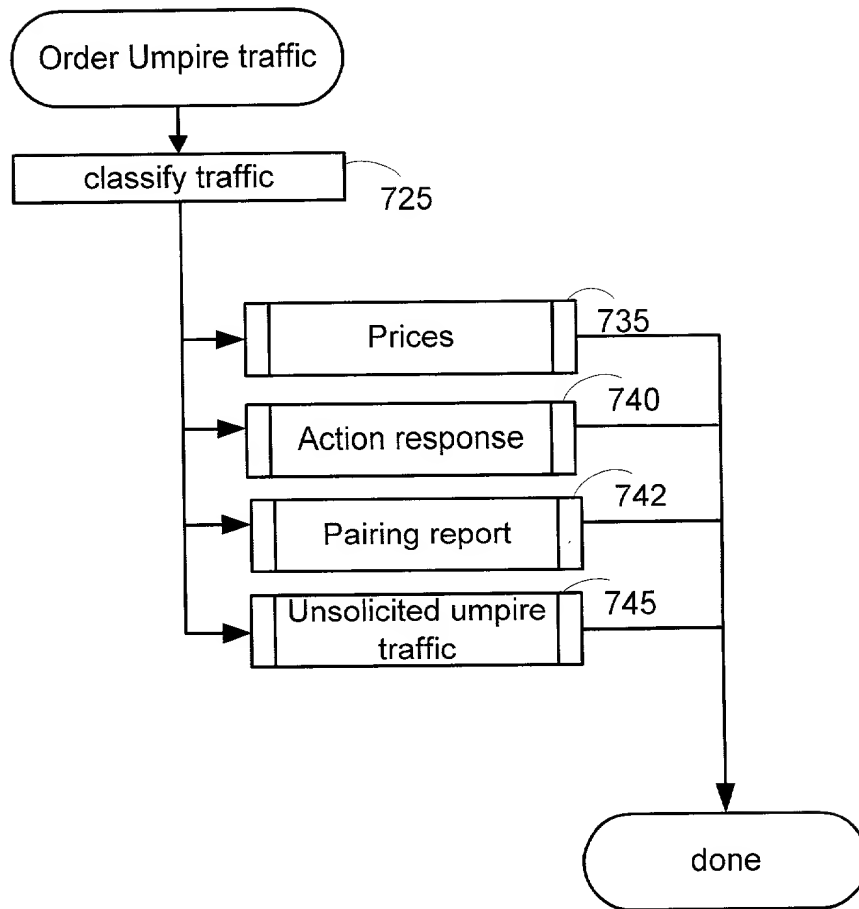 Order Umpire traffic
classify traffic
725
Prices
735
Action response
740
Pairing report
742
Unsolicited umpire
traffic
745
done